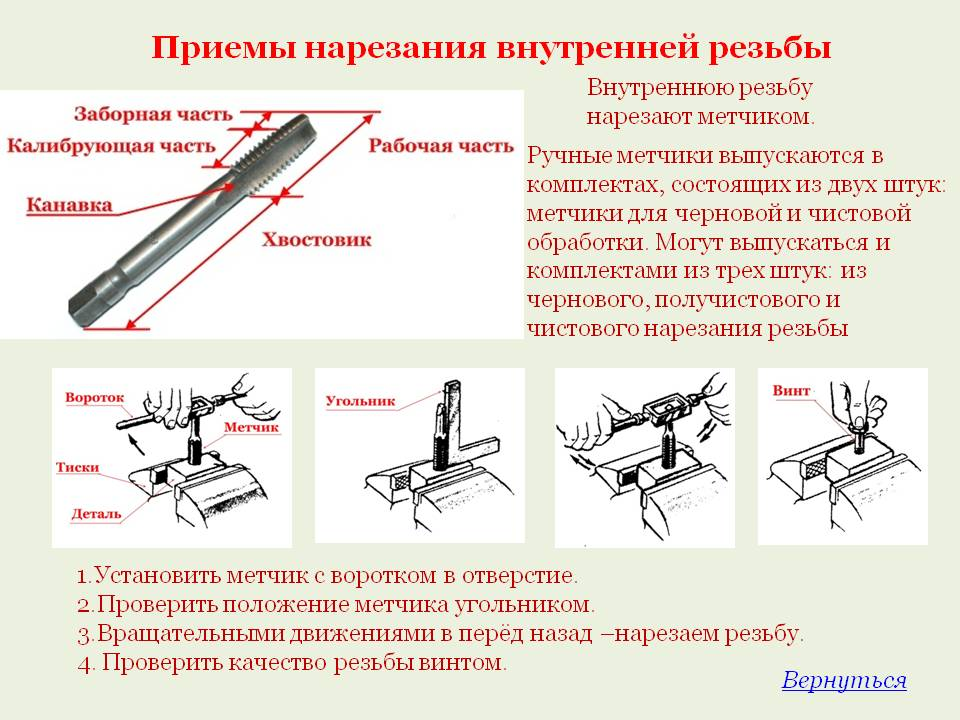 Приемы нарезания внутренней резьбы
Заборная часть
Калибрующая часть
Рабочая часть
Канавка
Хвостовик
Внутреннюю резьбу
нарезают метчиком.
Ручные метчики выпускаются в
комплектах, состоящих из двух штук:
метчики для черновой и чистовой
обработки. Могут выпускаться и
комплектами из трех штук: из
чернового, получистового и
чистового нарезания резьбы
Вороток
Метчик
Тиски
Деталь
Угольник
Винт
1.Установить метчик с воротком в отверстие.
2.Проверить положение метчика угольником.
3.Вращательными движениями в перёд назад –нарезаем резьбу.
4. Проверить качество резьбы винтом.
Вернуться